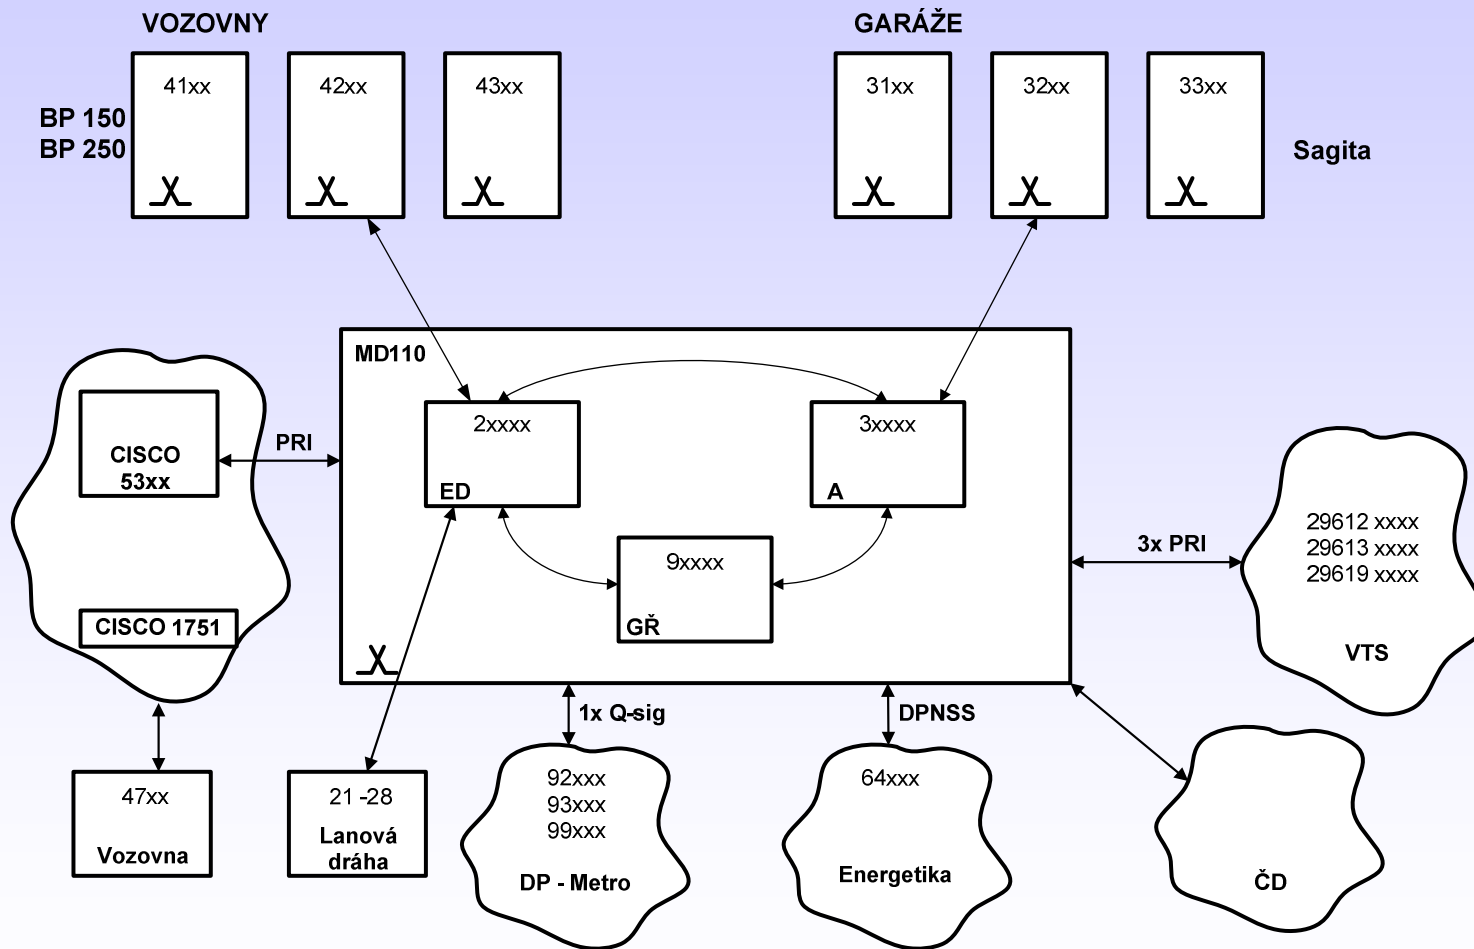 VOZOVNY
GARÁŽE
41xx
42xx
43xx
31xx
32xx
33xx
BP 150
BP 250
Sagita
MD110
2xxxx
ED
3xxxx
A
9xxxx
GŘ
CISCO
53xx
PRI
CISCO 1751
3x PRI
29612 xxxx
29613 xxxx
29619 xxxx
VTS
1x Q-sig
DPNSS
47xx
Vozovna
21 -28
Lanová
dráha
92xxx
93xxx
99xxx
DP - Metro
64xxx
Energetika
ČD